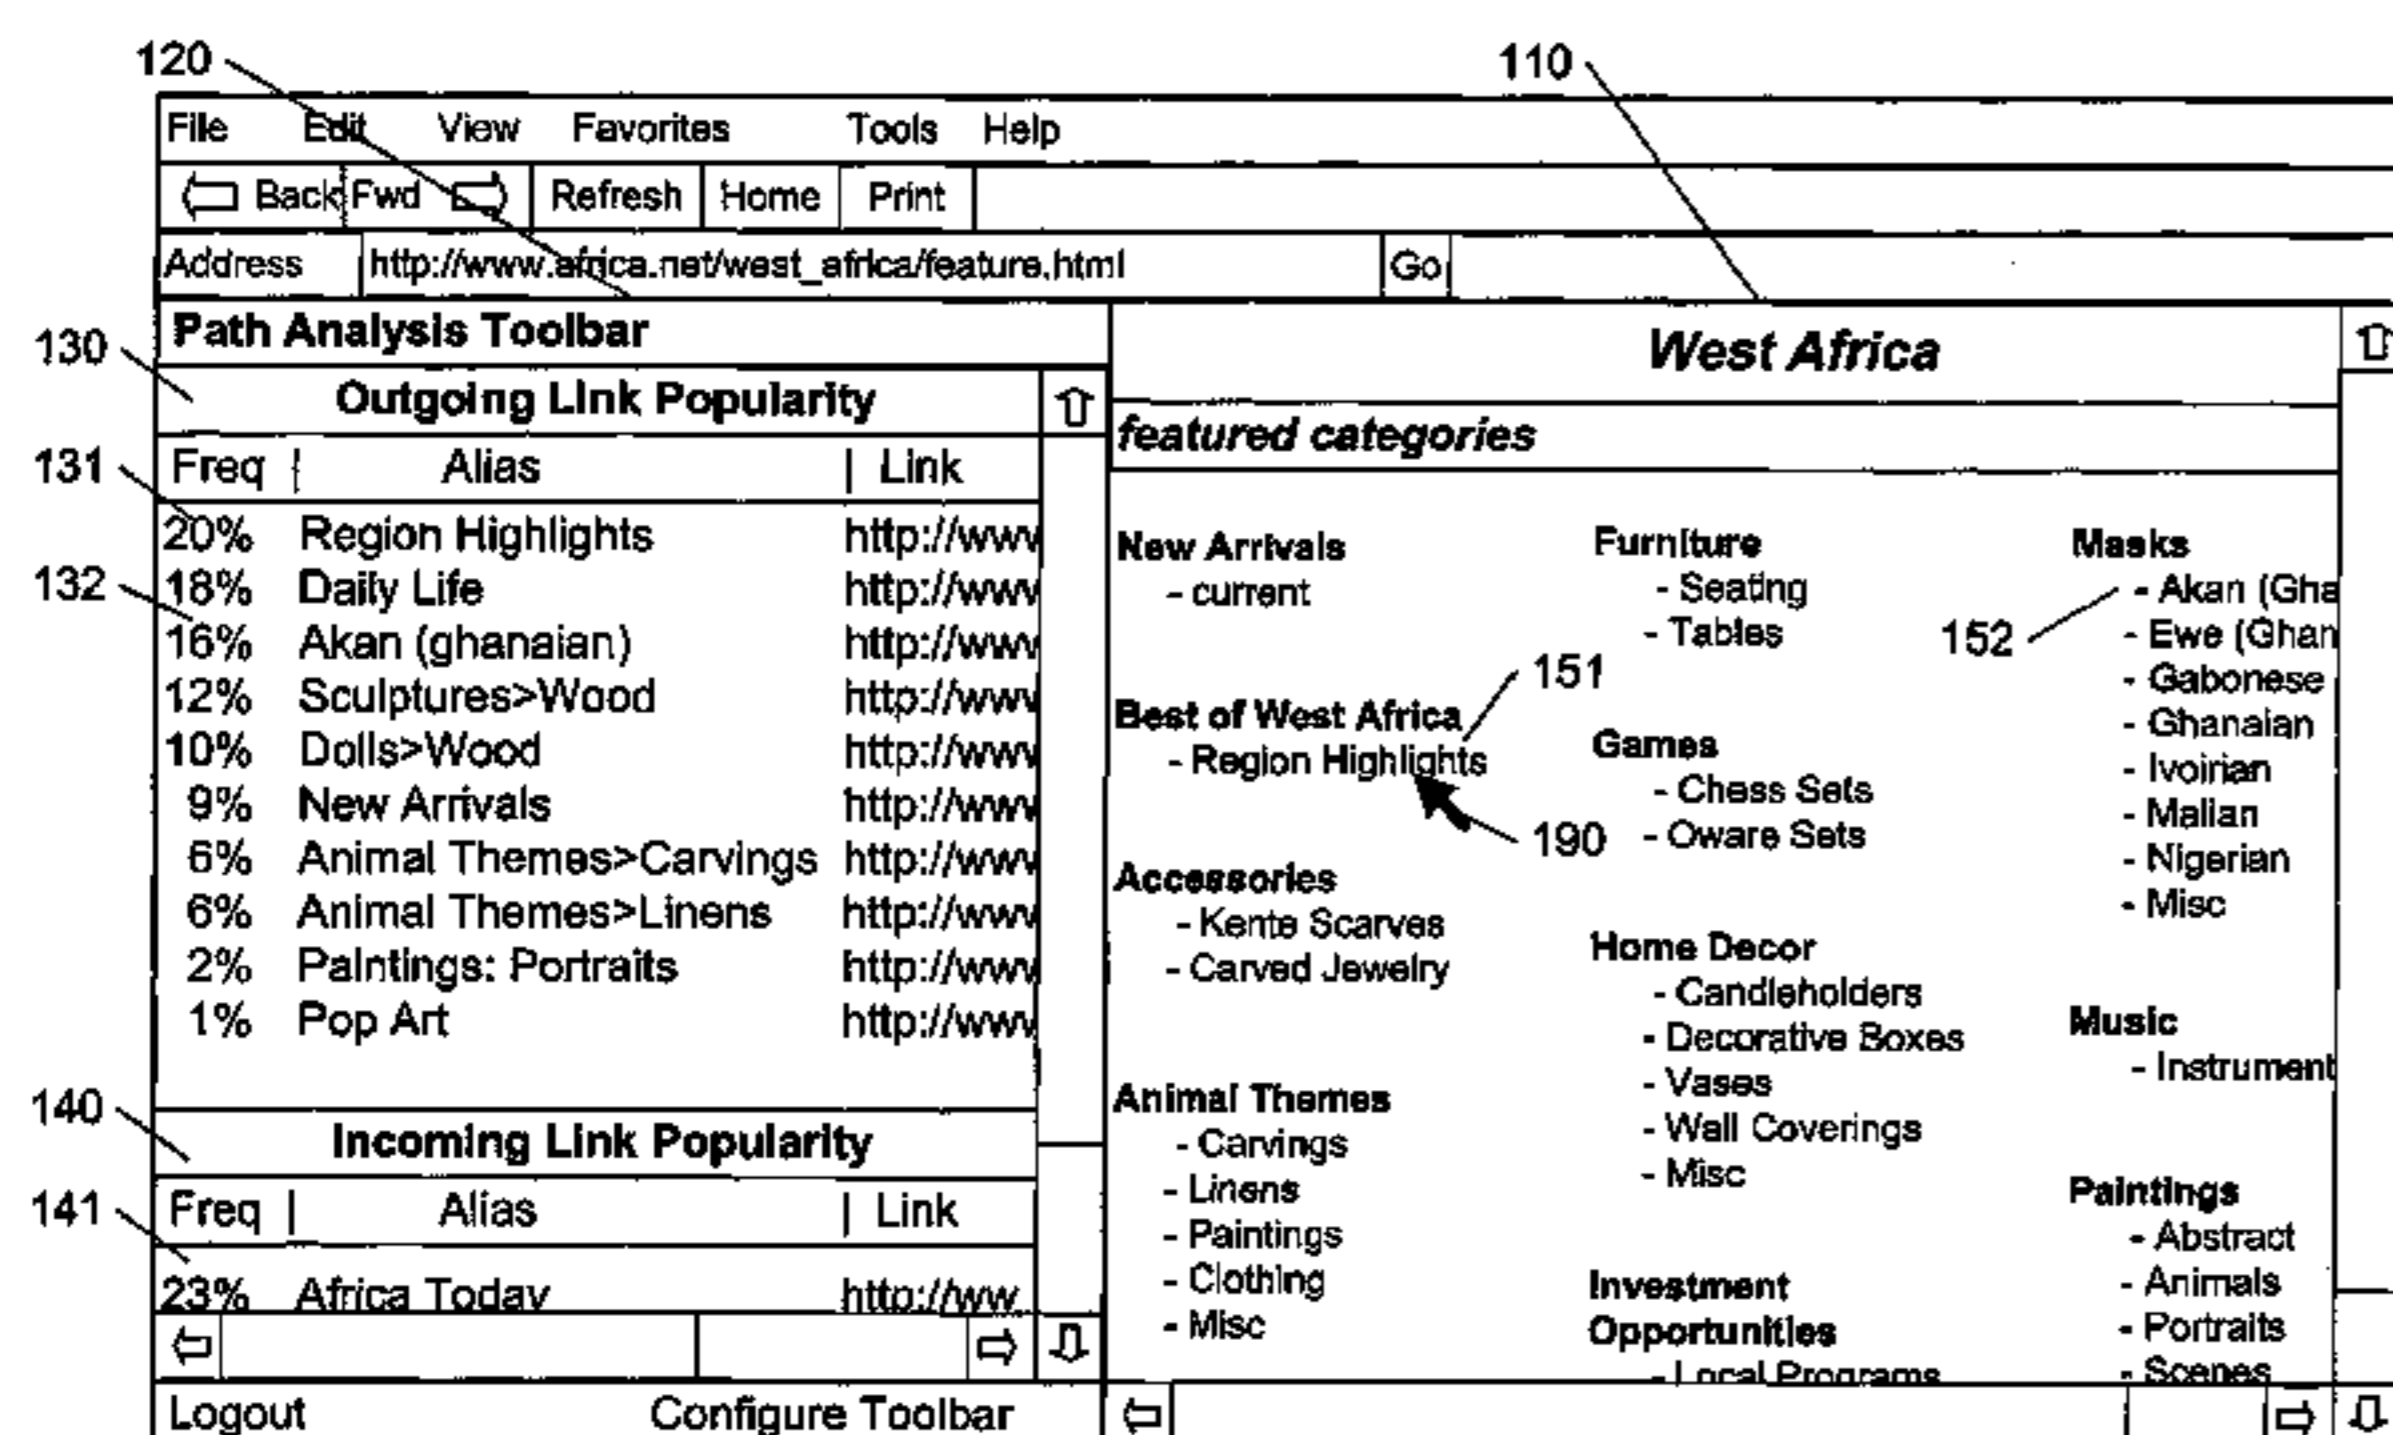 120
110
File Edit View Favorites Tools Help
Back Fwd Refresh Home Print
Address http://www.africa.net/west_africa/feature.html Go
Path Analysis Toolbar
130
Outgoing Link Popularity
131
Freq | Alias | Link
20% Region Highlights http://www
132
18% Daily Life http://www
16% Akan (ghanaian) http://www
12% Sculptures>Wood http://www
10% Dolls>Wood http://www
9% New Arrivals http://www
6% Animal Themes>Carvings http://www
6% Animal Themes>Linens http://www
2% Paintings: Portraits http://www
1% Pop Art http://www
140
Incoming Link Popularity
141
Freq | Alias | Link
23% Africa Today http://ww
Logout Configure Toolbar
West Africa
featured categories
New Arrivals
- current
Best of West Africa
151
- Region Highlights
190
Accessories
- Kente Scarves
- Carved Jewelry
Animal Themes
- Carvings
- Linens
- Paintings
- Clothing
- Misc
Furniture
- Seating
- Tables
Games
- Chess Sets
- Oware Sets
Home Decor
- Candleholders
- Decorative Boxes
- Vases
- Wall Coverings
- Misc
Investment
Opportunities
- Local Programs
Masks
152
- Akan (Gha
- Ewe (Ghan
- Gabonese
- Ghanaian
- Ivoirian
- Malian
- Nigerian
- Misc
Music
- Instrument
Paintings
- Abstract
- Animals
- Portraits
- Scenes